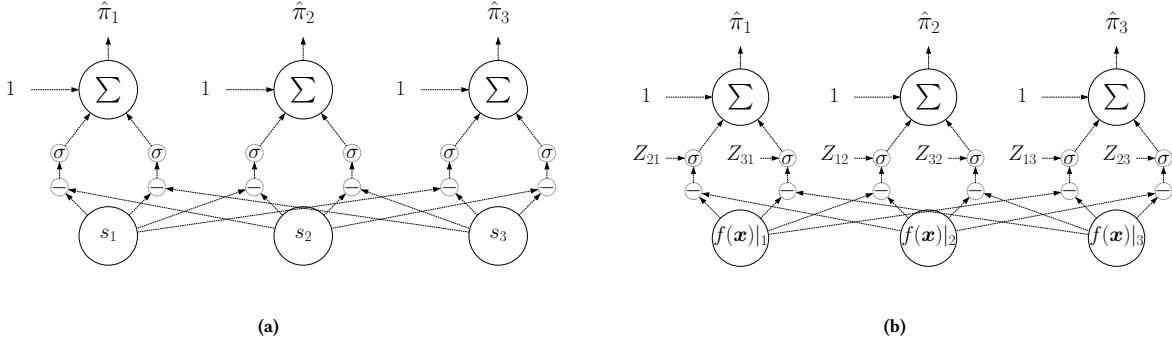 π̂₁ π̂₂ π̂₃
1 ∑ 1 ∑ 1 ∑
σ σ σ σ σ σ
− − − − − −
s₁ s₂ s₃
(a)
π̂₁ π̂₂ π̂₃
1 ∑ 1 ∑ 1 ∑
Z₂₁ σ Z₃₁ σ Z₁₂ σ Z₃₂ σ Z₁₃ σ Z₂₃ σ
− − − − − −
f(x)|₁ f(x)|₂ f(x)|₃
(b)